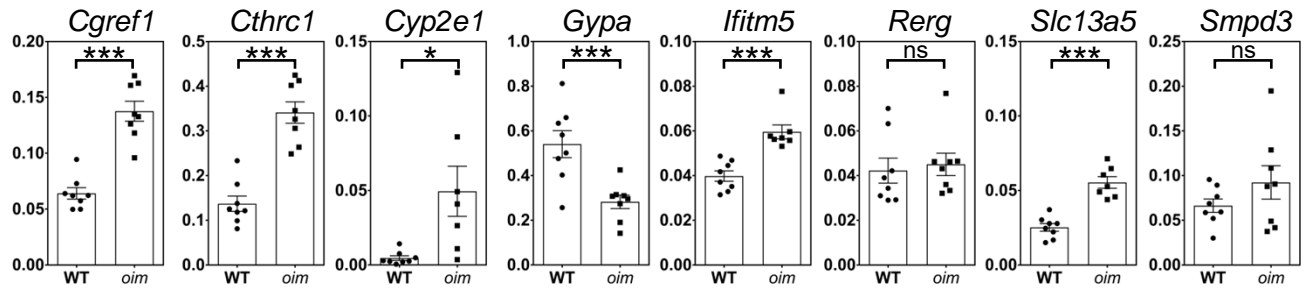 Cgref1 Cthrc1 Cyp2e1 Gypa Ifitm5 Rerg Slc13a5 Smpd3
0.20 0.5 0.15 1.0 0.10 0.10 0.15 0.25
*** *** * *** *** ns *** ns
0.15 0.4 0.10 0.8 0.08 0.08 0.10 0.20
0.10 0.3 0.05 0.6 0.06 0.06 0.05 0.15
0.05 0.2 0.00 0.4 0.04 0.04 0.00 0.10
0.00 0.1 0.2 0.02 0.02 0.05
0.0 0.0 0.00 0.00 0.00
WT oim WT oim WT oim WT oim WT oim WT oim WT oim WT oim